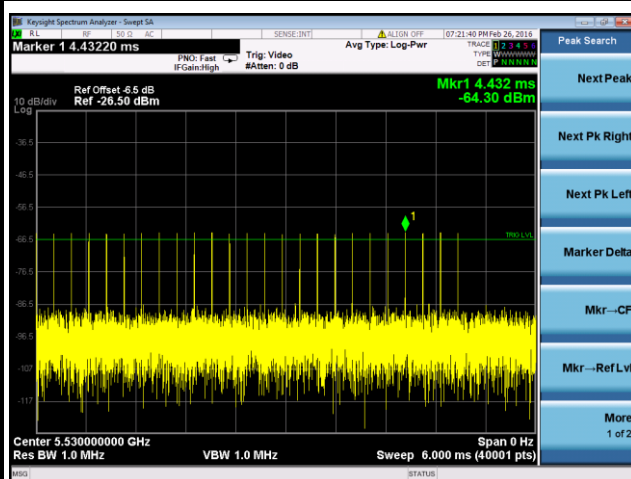 Keysight Spectrum Analyzer - Swept SA
RL RF 50 Ω AC SENSE:INT ALIGN OFF 07:21:40 PM Feb 26, 2016
Marker 1 4.43220 ms
PNO: Fast
IFGain:High
Trig: Video
#Atten: 0 dB
Avg Type: Log-Pwr
TRACE 1 2 3 4 5 6
TYPE WWWWWW
DET P N N N N N
Peak Search
Ref Offset -6.5 dB
Ref -26.50 dBm
10 dB/div
Log
Mkr1 4.432 ms
-64.30 dBm
-36.5
-46.5
-56.5
-66.5
-76.5
-86.5
-96.5
-107
-117
1
TRIG LVL
Center 5.530000000 GHz
Res BW 1.0 MHz
VBW 1.0 MHz
Span 0 Hz
Sweep 6.000 ms (40001 pts)
MSG
STATUS
Next Peak
Next Pk Right
Next Pk Left
Marker Delta
Mkr→CF
Mkr→Ref Lvl
More
1 of 2